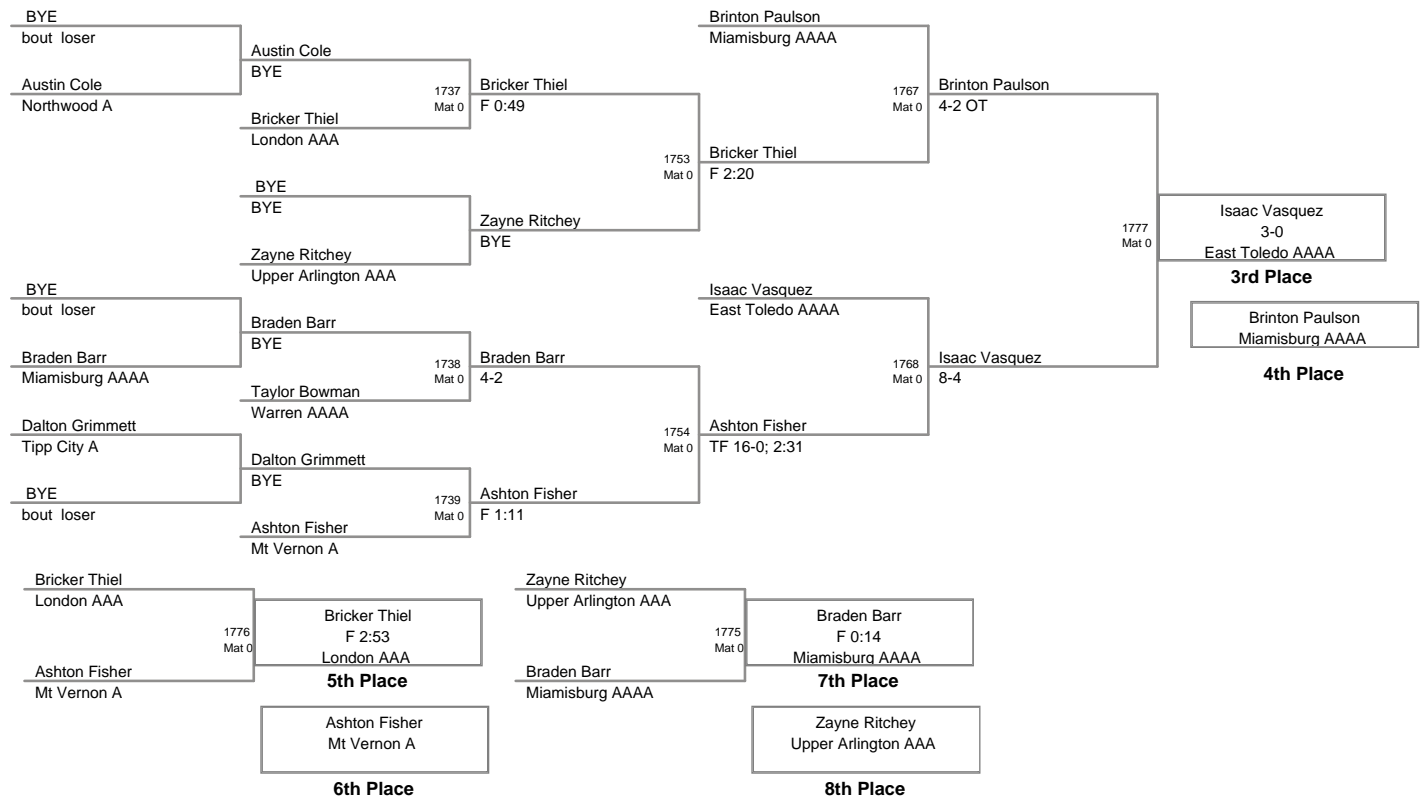 BYE
bout loser
Austin Cole
Northwood A
Austin Cole
BYE
Bricker Thiel
London AAA
1737
Mat 0
Bricker Thiel
F 0:49
BYE
BYE
Zayne Ritchey
Upper Arlington AAA
Zayne Ritchey
BYE
1753
Mat 0
Bricker Thiel
F 2:20
Brinton Paulson
Miamisburg AAAA
1767
Mat 0
Brinton Paulson
4-2 OT
BYE
bout loser
Braden Barr
Miamisburg AAAA
Braden Barr
BYE
Taylor Bowman
Warren AAAA
1738
Mat 0
Braden Barr
4-2
Dalton Grimmett
Tipp City A
BYE
bout loser
Dalton Grimmett
BYE
Ashton Fisher
Mt Vernon A
1739
Mat 0
Ashton Fisher
F 1:11
1754
Mat 0
Ashton Fisher
TF 16-0; 2:31
Isaac Vasquez
East Toledo AAAA
1768
Mat 0
Isaac Vasquez
8-4
1777
Mat 0
Isaac Vasquez
3-0
East Toledo AAAA
3rd Place
Brinton Paulson
Miamisburg AAAA
4th Place
Bricker Thiel
London AAA
Ashton Fisher
Mt Vernon A
1776
Mat 0
Bricker Thiel
F 2:53
London AAA
5th Place
Ashton Fisher
Mt Vernon A
6th Place
Zayne Ritchey
Upper Arlington AAA
Braden Barr
Miamisburg AAAA
1775
Mat 0
Braden Barr
F 0:14
Miamisburg AAAA
7th Place
Zayne Ritchey
Upper Arlington AAA
8th Place